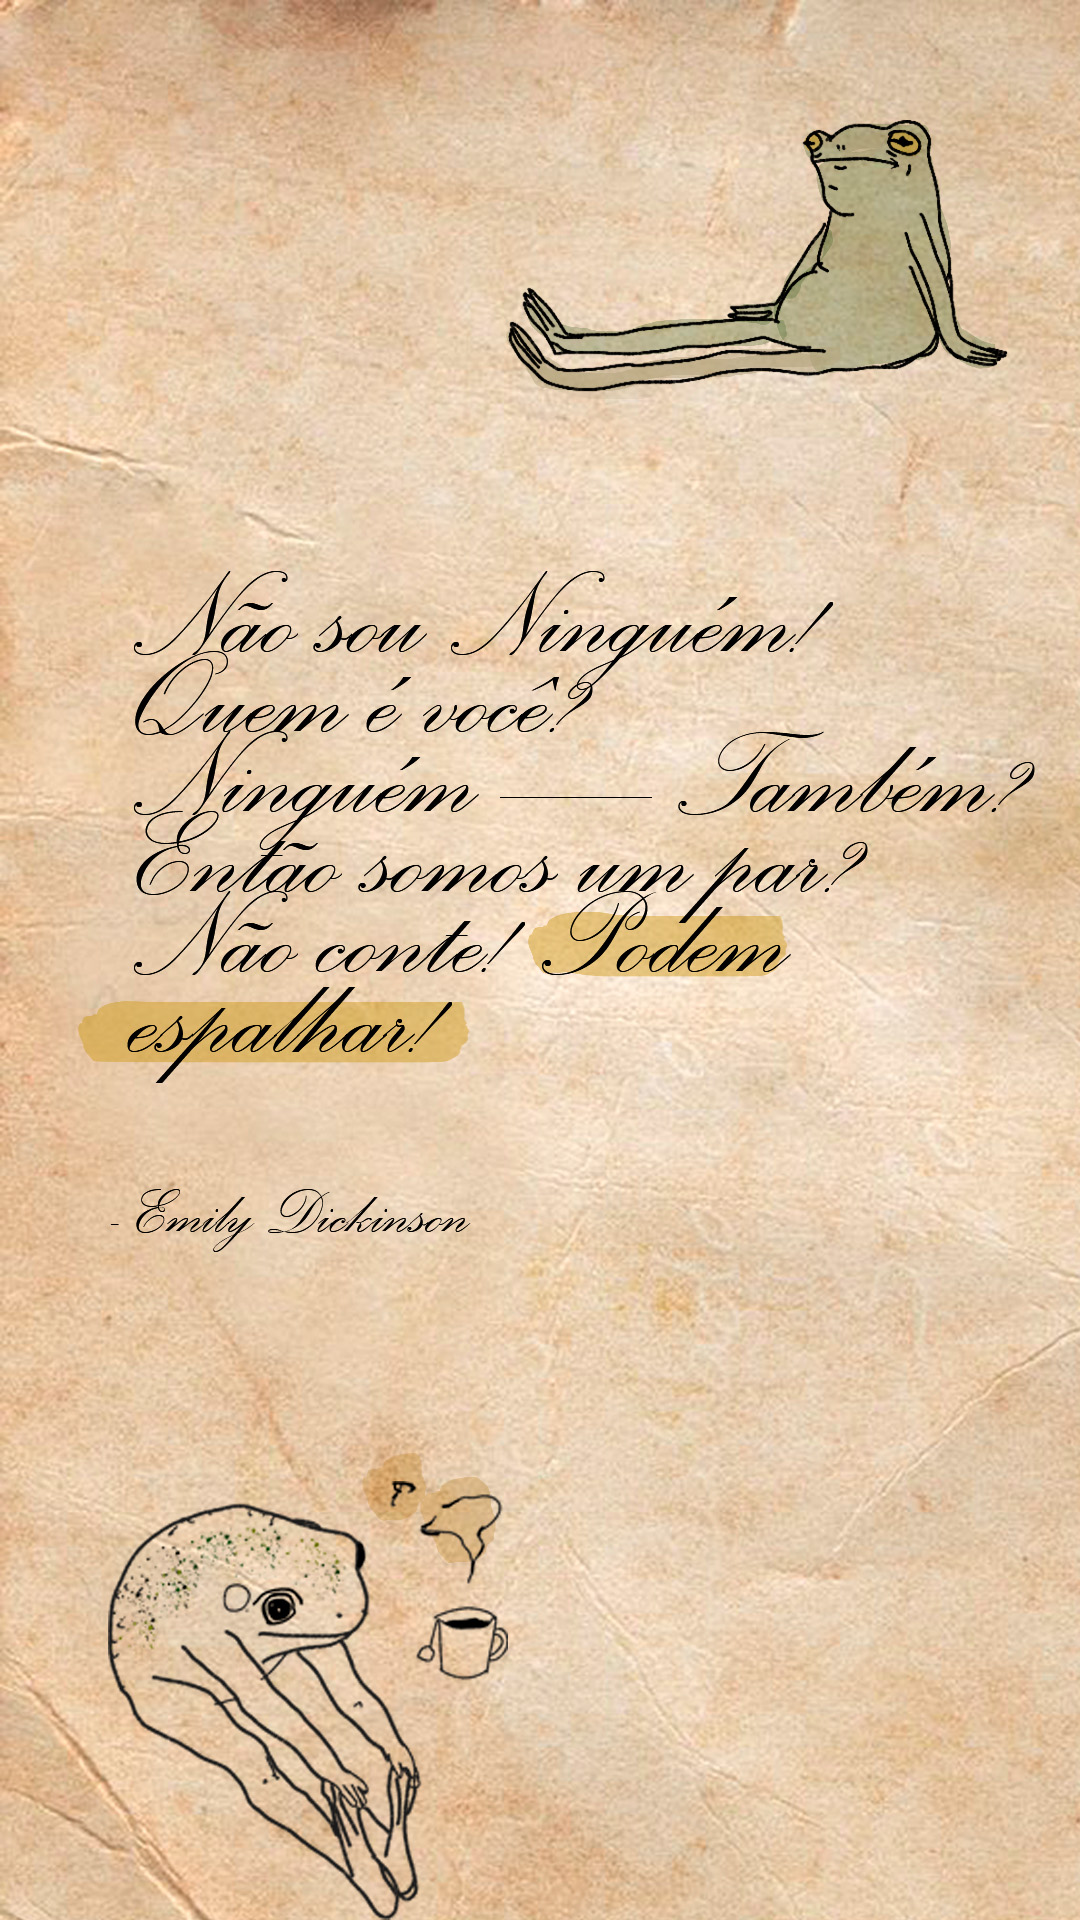 Não sou Ninguém!
Quem é você?
Ninguém —— Também?
Então somos um par?
Não conte! Podem
espalhar!
- Emily Dickinson